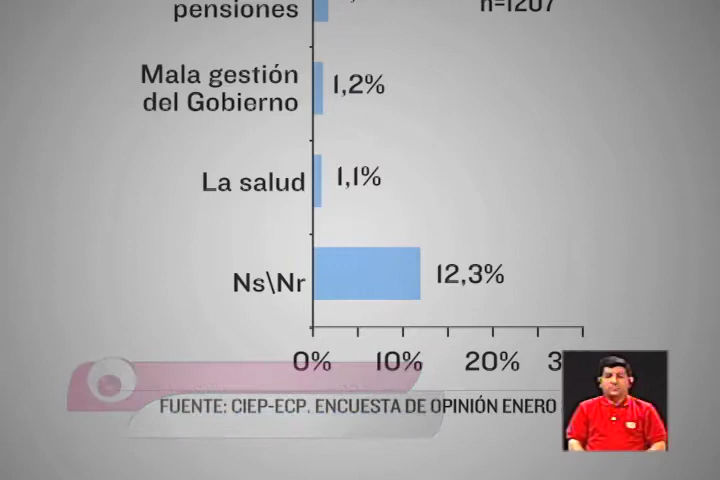 pensiones
n=1207
Mala gestión
del Gobierno
1,2%
La salud
1,1%
Ns\Nr
12,3%
0% 10% 20%
FUENTE: CIEP-ECP. ENCUESTA DE OPINIÓN ENERO